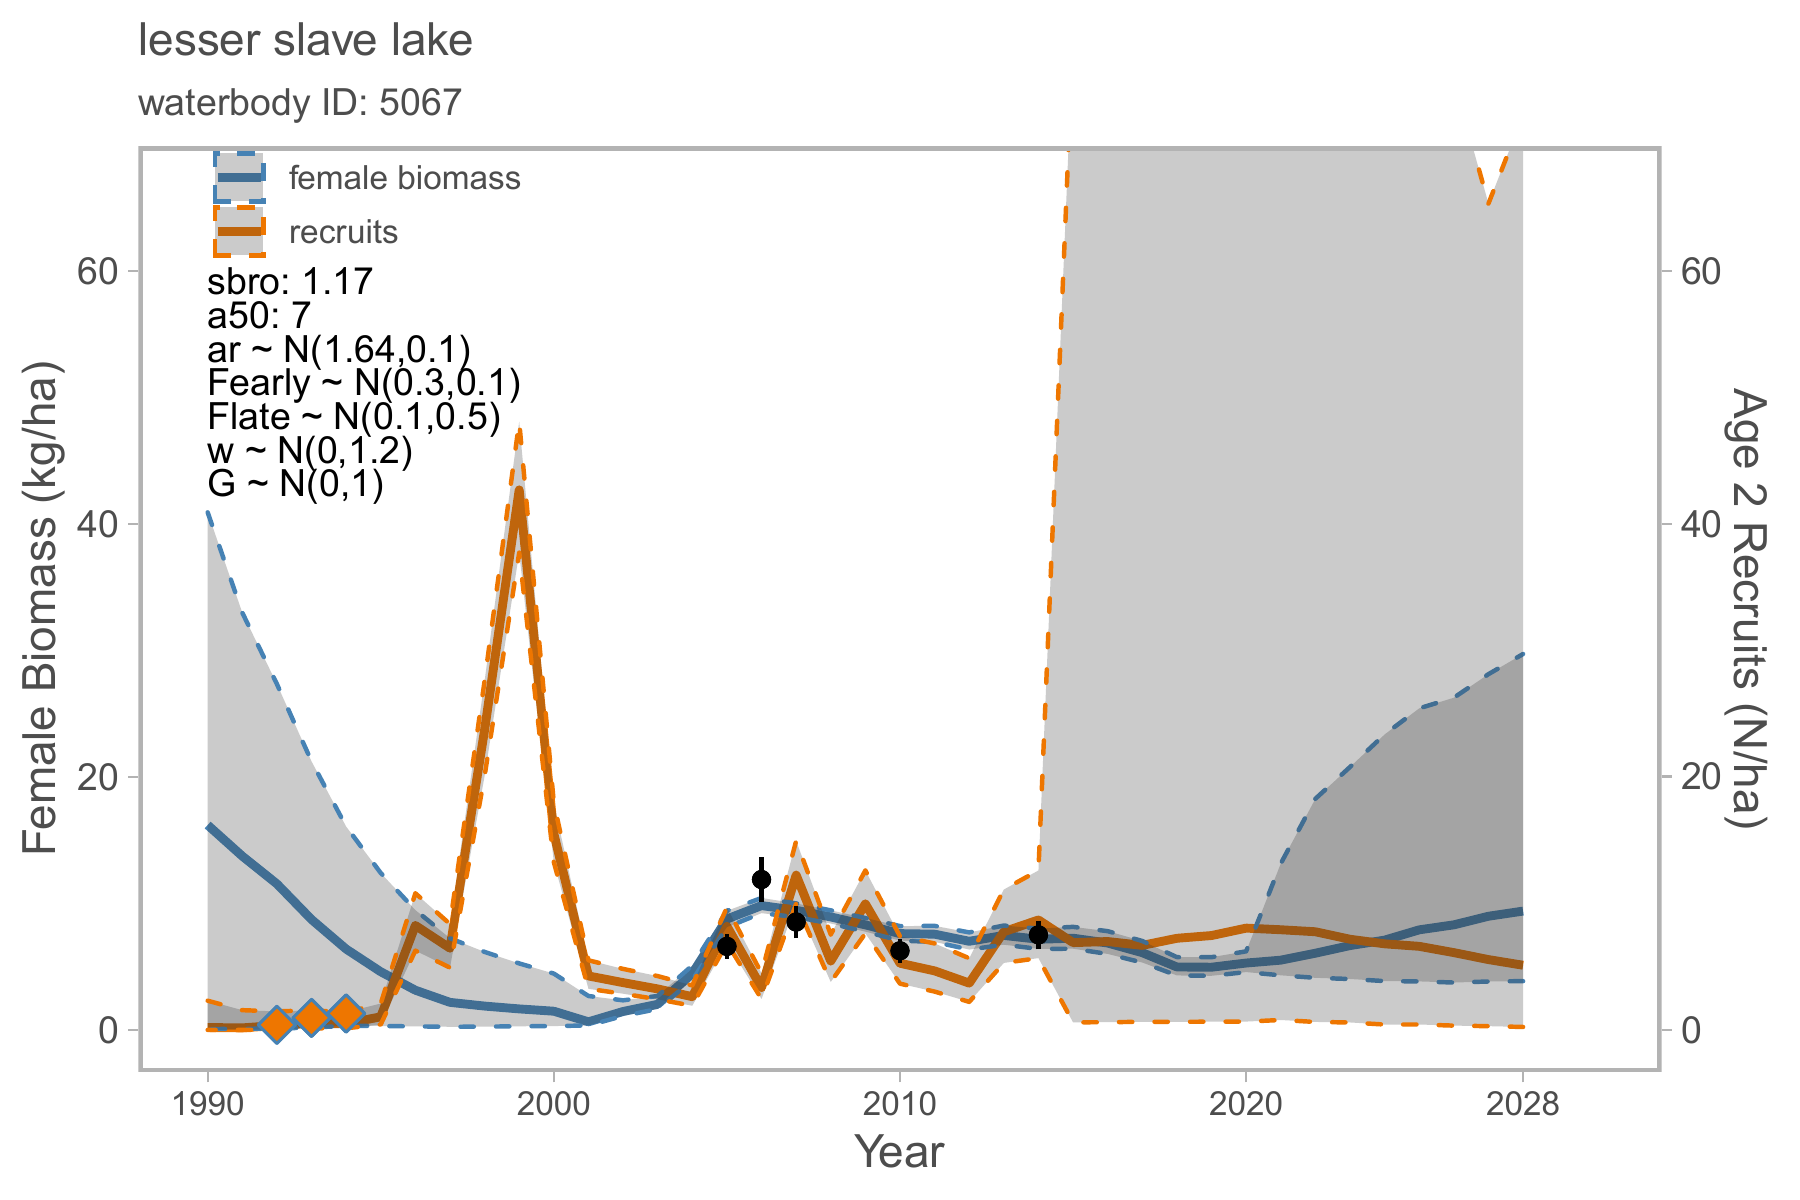 lesser slave lake
waterbody ID: 5067
female biomass
recruits
sbro: 1.17
a50: 7
ar ~ N(1.64,0.1)
Fearly ~ N(0.3,0.1)
Flate ~ N(0.1,0.5)
w ~ N(0,1.2)
G ~ N(0,1)
Female Biomass (kg/ha)
60
40
20
0
60
40
20
0
Age 2 Recruits (N/ha)
1990
2000
2010
2020
2028
Year